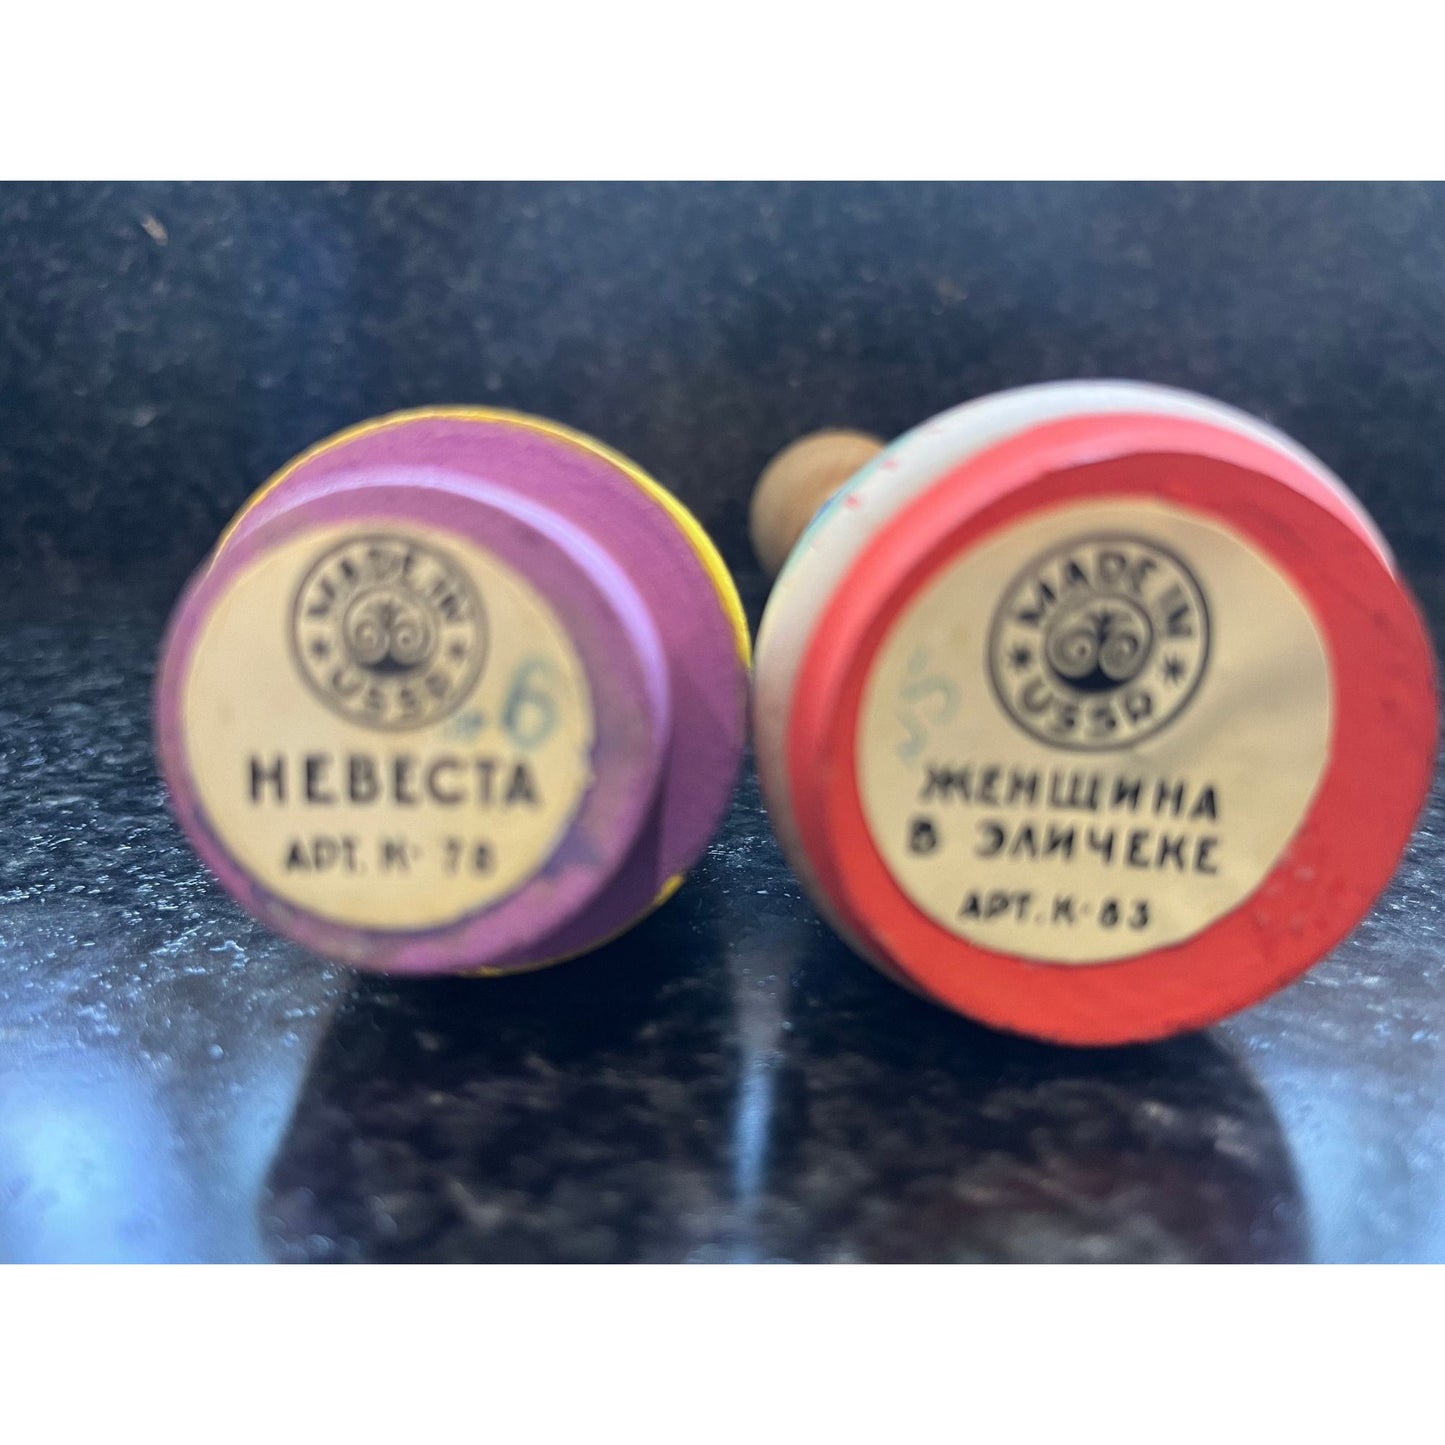 MADE IN
USSR
6
НЕВЕСТА
АРТ. К-78
MADE IN
USSR
ЖЕНЩИНА
В ЭЛИЧЕКЕ
АРТ. К-83